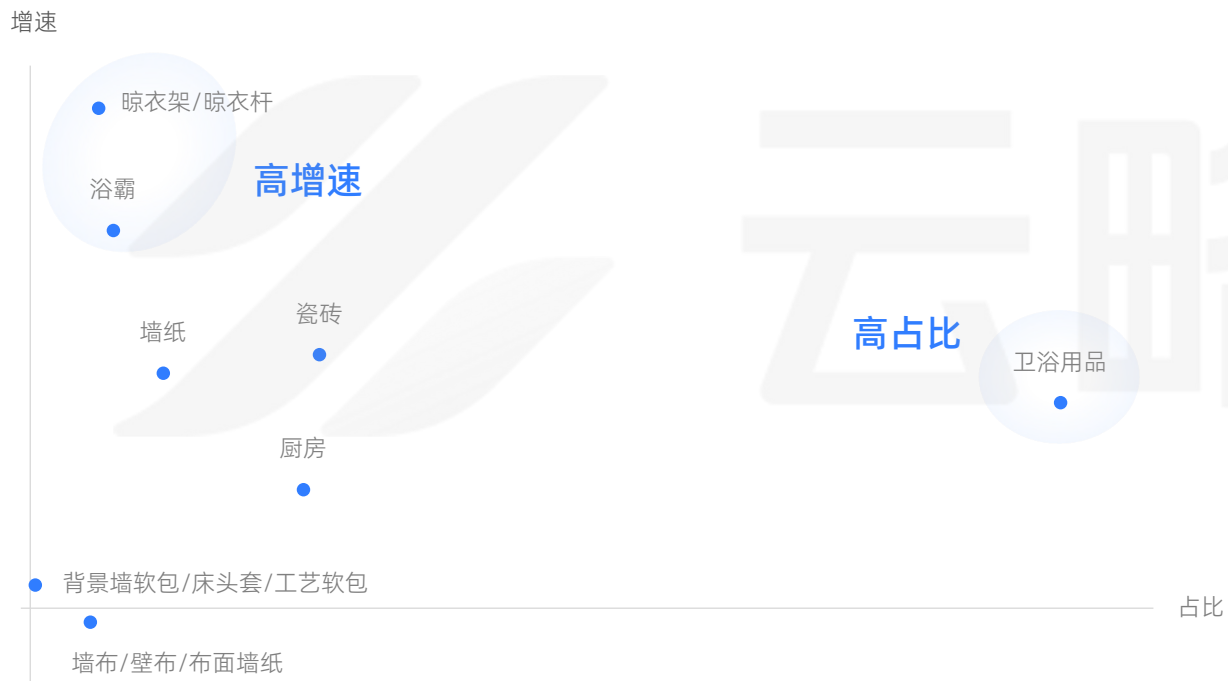 增速
晾衣架/晾衣杆
高增速
浴霸
瓷砖
墙纸
高占比
卫浴用品
厨房
背景墙软包/床头套/工艺软包
占比
墙布/壁布/布面墙纸
云